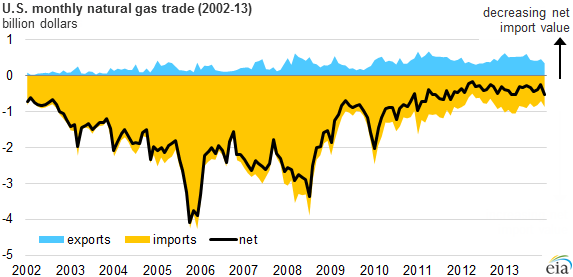 U.S. monthly natural gas trade (2002-13)
billion dollars
decreasing net
import value
1
0
-1
-2
-3
-4
-5
exports
imports
net
2002 2003 2004 2005 2006 2007 2008 2009 2010 2011 2012 2013
eia